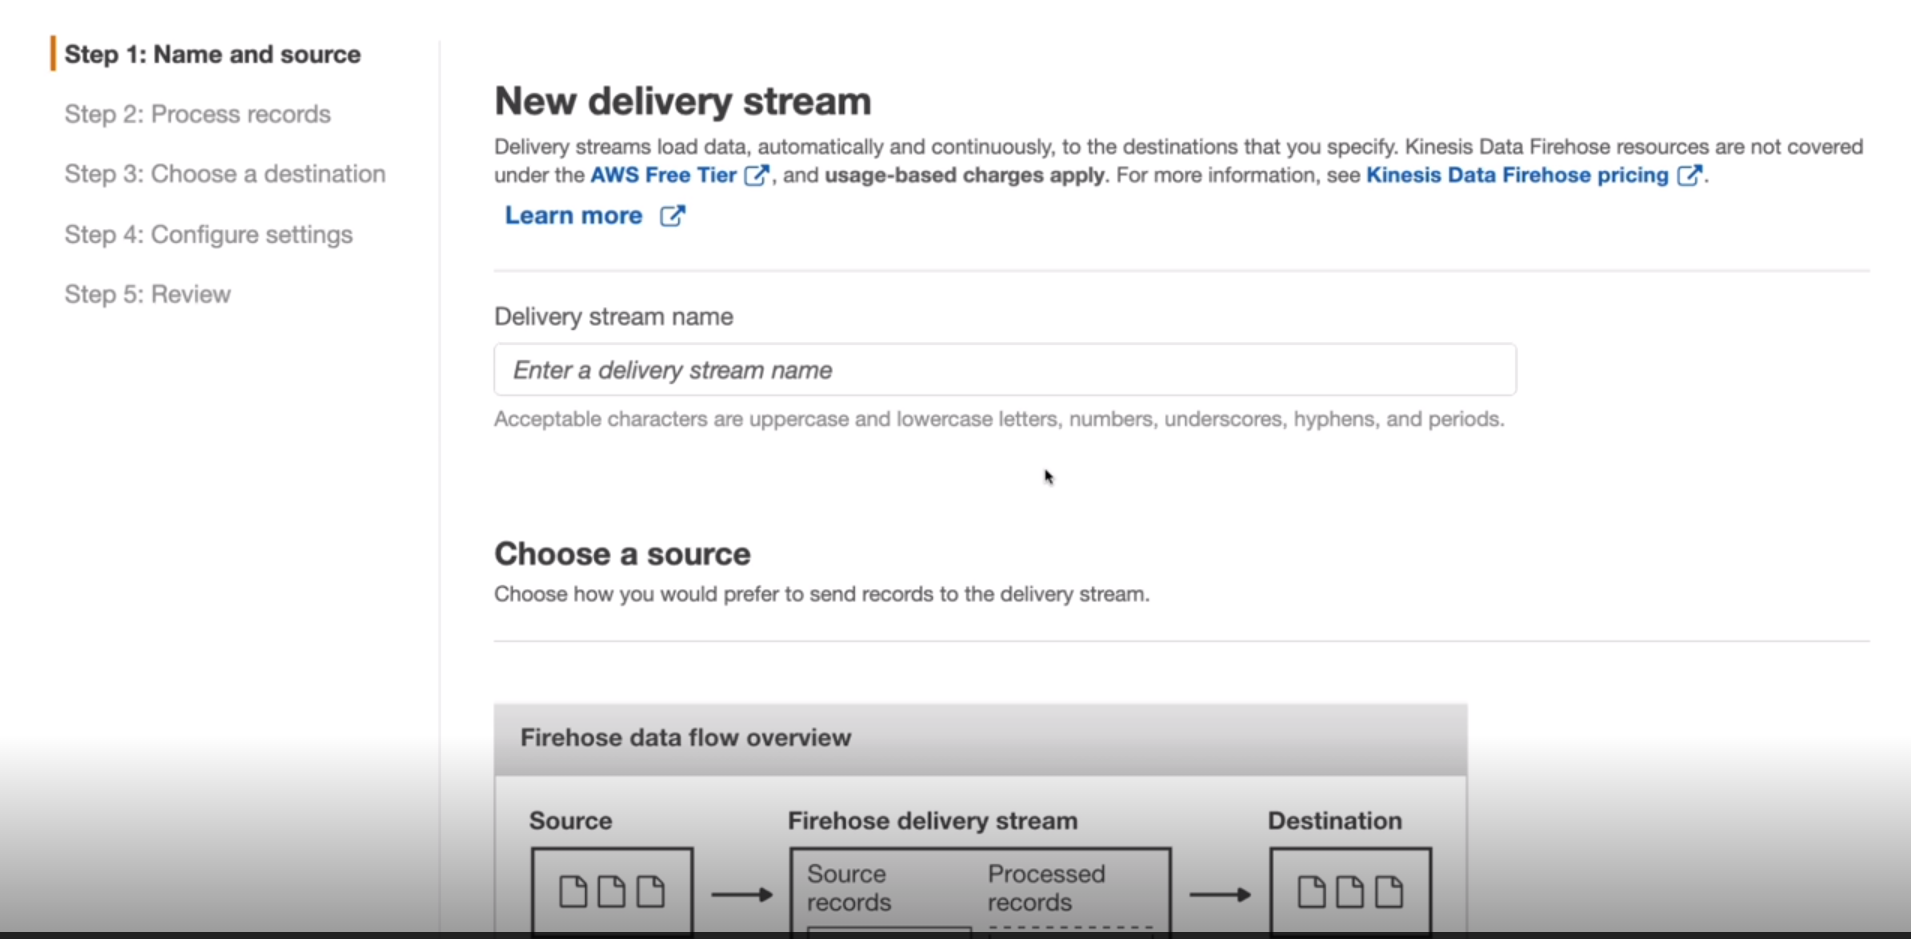 Step 1: Name and source
Step 2: Process records
Step 3: Choose a destination
Step 4: Configure settings
Step 5: Review
New delivery stream
Delivery streams load data, automatically and continuously, to the destinations that you specify. Kinesis Data Firehose resources are not covered
under the AWS Free Tier, and usage-based charges apply. For more information, see Kinesis Data Firehose pricing.
Learn more
Delivery stream name
Enter a delivery stream name
Acceptable characters are uppercase and lowercase letters, numbers, underscores, hyphens, and periods.
Choose a source
Choose how you would prefer to send records to the delivery stream.
Firehose data flow overview
Source
Firehose delivery stream
Destination
Source
records
Processed
records